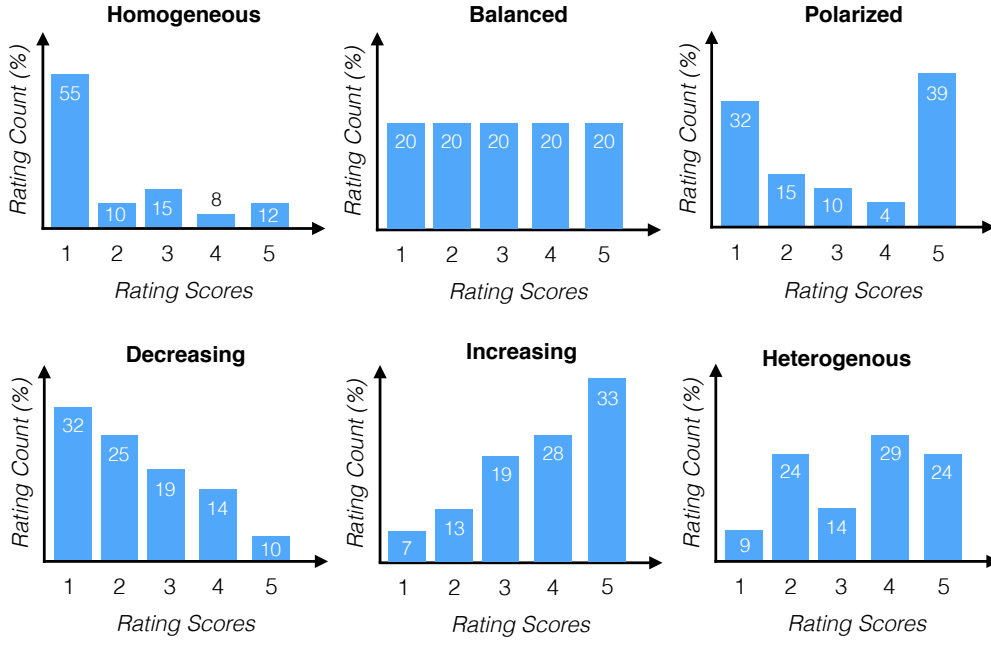 Homogeneous
Rating Count (%)
55
10
15
8
12
1 2 3 4 5
Rating Scores
Balanced
Rating Count (%)
20 20 20 20 20
1 2 3 4 5
Rating Scores
Polarized
Rating Count (%)
32
15
10
4
39
1 2 3 4 5
Rating Scores
Decreasing
Rating Count (%)
32
25
19
14
10
1 2 3 4 5
Rating Scores
Increasing
Rating Count (%)
7
13
19
28
33
1 2 3 4 5
Rating Scores
Heterogenous
Rating Count (%)
9
24
14
29
24
1 2 3 4 5
Rating Scores